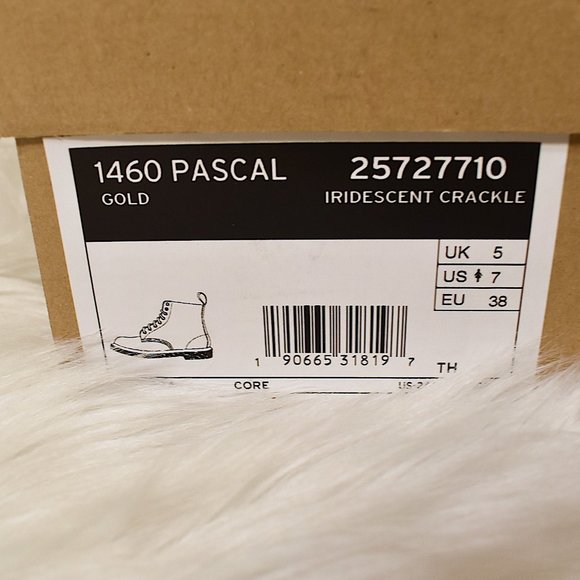 1460 PASCAL 25727710
GOLD IRIDESCENT CRACKLE
UK 5
US 7
EU 38
1 90665 31819 7 TH
CORE